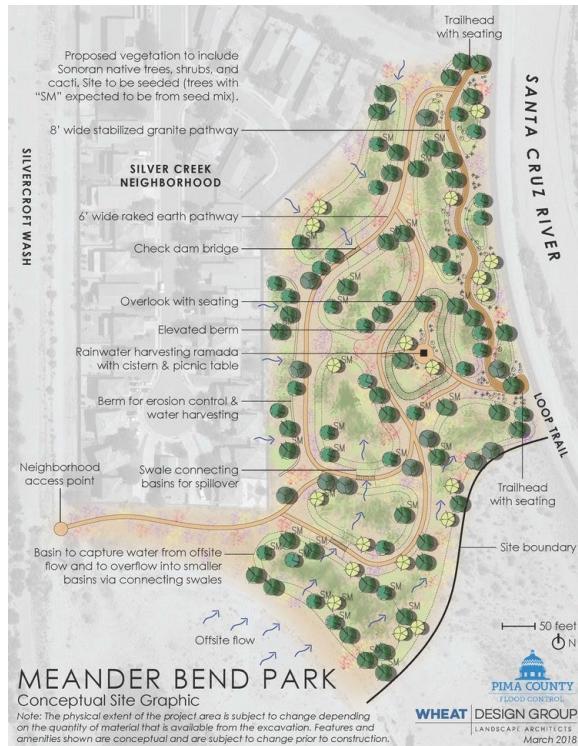 Trailhead
with seating
Proposed vegetation to include
Sonoran native trees, shrubs, and
cacti. Site to be seeded (trees with
"SM" expected to be from seed mix).
8' wide stabilized granite pathway
SANTA CRUZ RIVER
SILVERCROFT WASH
SILVER CREEK
NEIGHBORHOOD
6' wide raked earth pathway
Check dam bridge
Overlook with seating
Elevated berm
Rainwater harvesting ramada
with cistern & picnic table
Berm for erosion control &
water harvesting
LOOP TRAIL
Neighborhood
access point
Swale connecting
basins for spillover
Trailhead
with seating
Site boundary
Basin to capture water from offsite
flow and to overflow into smaller
basins via connecting swales
Offsite flow
50 feet
N
MEANDER BEND PARK
Conceptual Site Graphic
Note: The physical extent of the project area is subject to change depending
on the quantity of material that is available from the excavation. Features and
amenities shown are conceptual and are subject to change prior to construction.
PIMA COUNTY
FLOOD CONTROL
WHEAT DESIGN GROUP
LANDSCAPE ARCHITECTS
March 2018